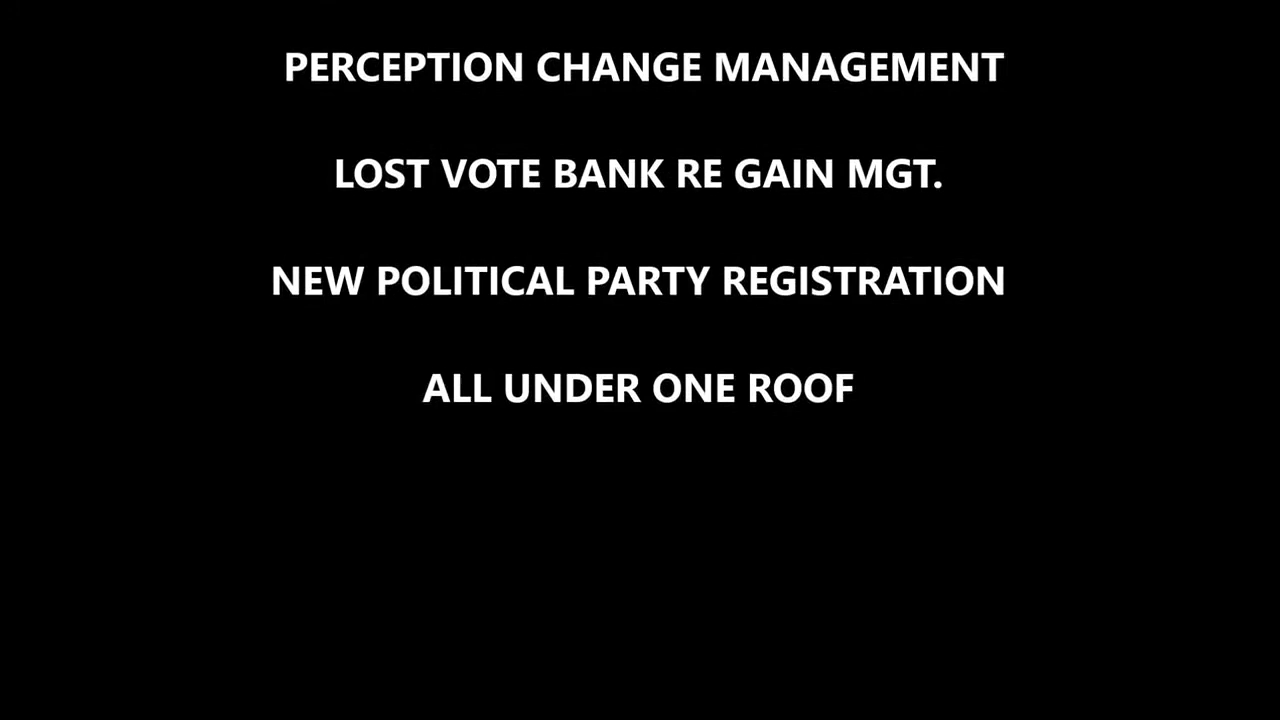 PERCEPTION CHANGE MANAGEMENT
LOST VOTE BANK RE GAIN MGT.
NEW POLITICAL PARTY REGISTRATION
ALL UNDER ONE ROOF